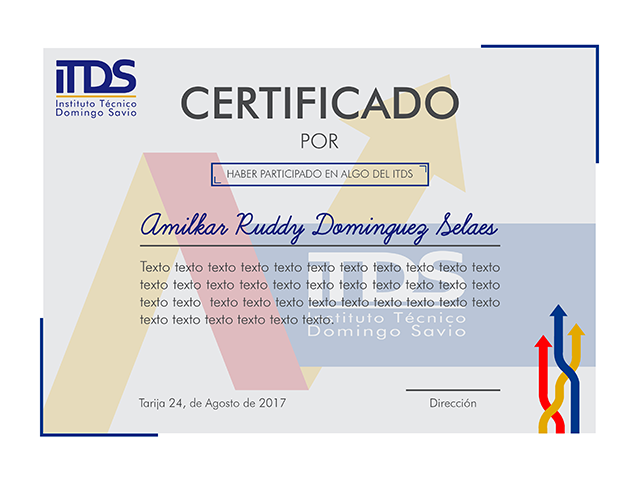 iTDS
Instituto Técnico
Domingo Savio
CERTIFICADO
POR
HABER PARTICIPADO EN ALGO DEL ITDS
Amilkar Ruddy Dominguez Selaes
Texto texto texto texto texto texto texto texto texto texto texto
texto texto texto texto texto texto texto texto texto texto texto
texto texto texto texto texto texto texto texto texto texto texto
texto texto texto texto texto texto.
iTDS
Instituto Técnico
Domingo Savio
Tarija 24, de Agosto de 2017
Dirección